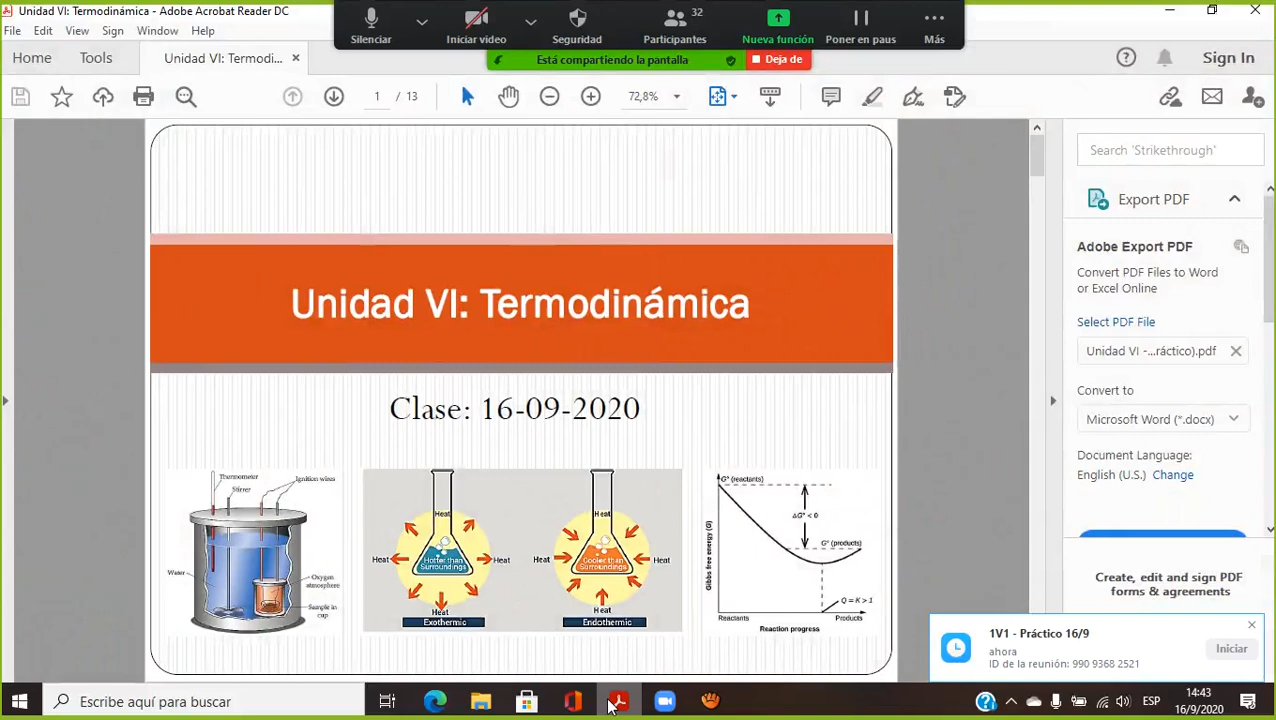 Unidad VI: Termodinámica - Adobe Acrobat Reader DC
File Edit View Sign Window Help
Silenciar
Iniciar video
Seguridad
32
Participantes
Nueva función
Poner en paus
Más
Está compartiendo la pantalla
Deja de
Home
Tools
Unidad VI: Termodi...
Sign In
1 / 13
72,8%
Unidad VI: Termodinámica
Clase: 16-09-2020
Thermometer
Stirrer
Ignition wires
Water
Oxygen
atmosphere
Sample in
cup
Heat
Heat
Hotter than
Surroundings
Heat
Heat
Exothermic
Heat
Heat
Cooler than
Surroundings
Heat
Heat
Endothermic
G° (reactants)
ΔG° < 0
G° (products)
Gibbs free energy (G)
Q = K > 1
Reactants
Products
Reaction progress
Search 'Strikethrough'
Export PDF
Adobe Export PDF
Convert PDF Files to Word
or Excel Online
Select PDF File
Unidad VI -...ráctico).pdf
Convert to
Microsoft Word (*.docx)
Document Language:
English (U.S.) Change
Create, edit and sign PDF
forms & agreements
1V1 - Práctico 16/9
ahora
ID de la reunión: 990 9368 2521
Iniciar
Escribe aquí para buscar
ESP
14:43
16/9/2020